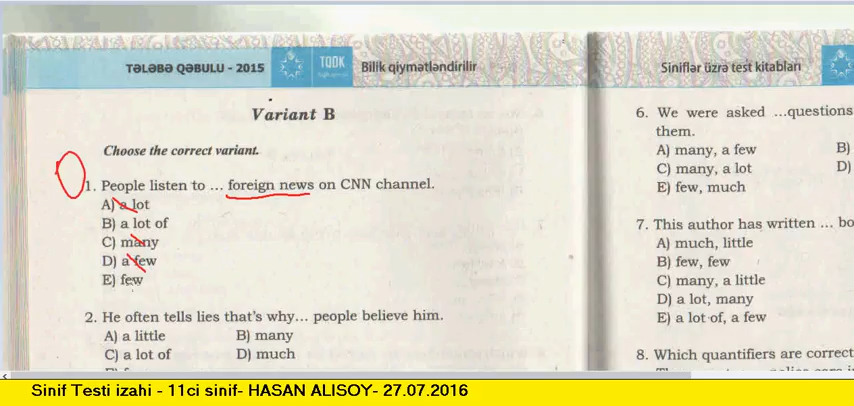 TƏLƏBƏ QƏBULU - 2015
TQDK
Bilik qiymətləndirilir
Variant B
Choose the correct variant.
1. People listen to ... foreign news on CNN channel.
A) a lot
B) a lot of
C) many
D) a few
E) few
2. He often tells lies that's why... people believe him.
A) a little B) many
C) a lot of D) much
Siniflər üzrə test kitabları
6. We were asked ...questions
them.
A) many, a few B)
C) many, a lot D)
E) few, much
7. This author has written ... bo
A) much, little
B) few, few
C) many, a little
D) a lot, many
E) a lot of, a few
8. Which quantifiers are correct
Sinif Testi izahi - 11ci sinif- HASAN ALISOY- 27.07.2016